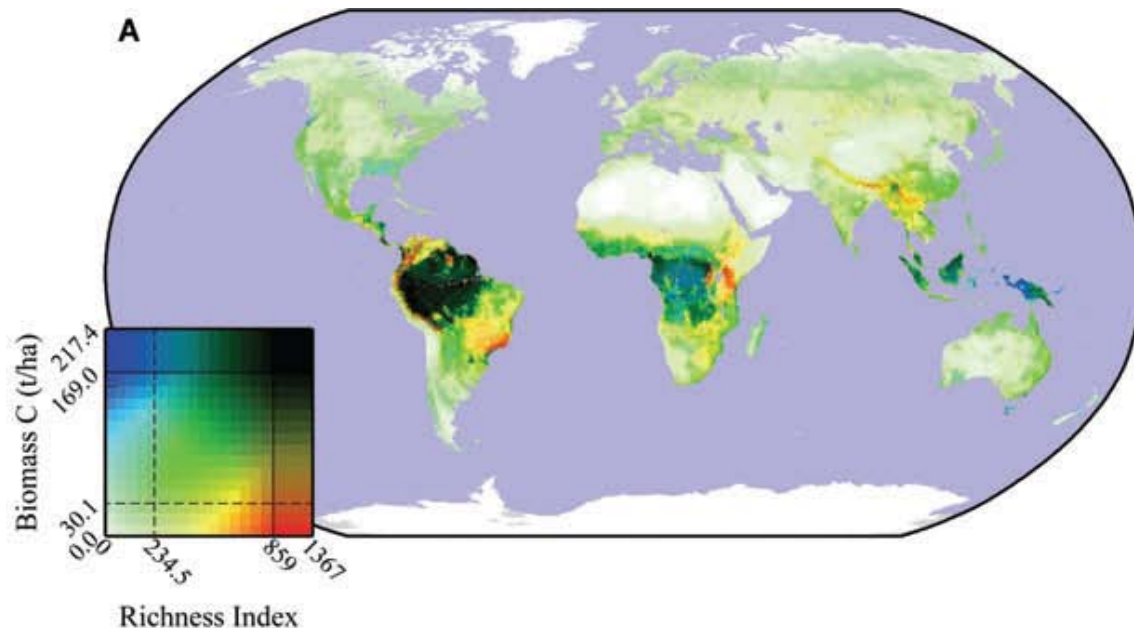 A
Biomass C (t/ha)
217.4
169.0
30.1
0.0
0
234.5
859
1367
Richness Index